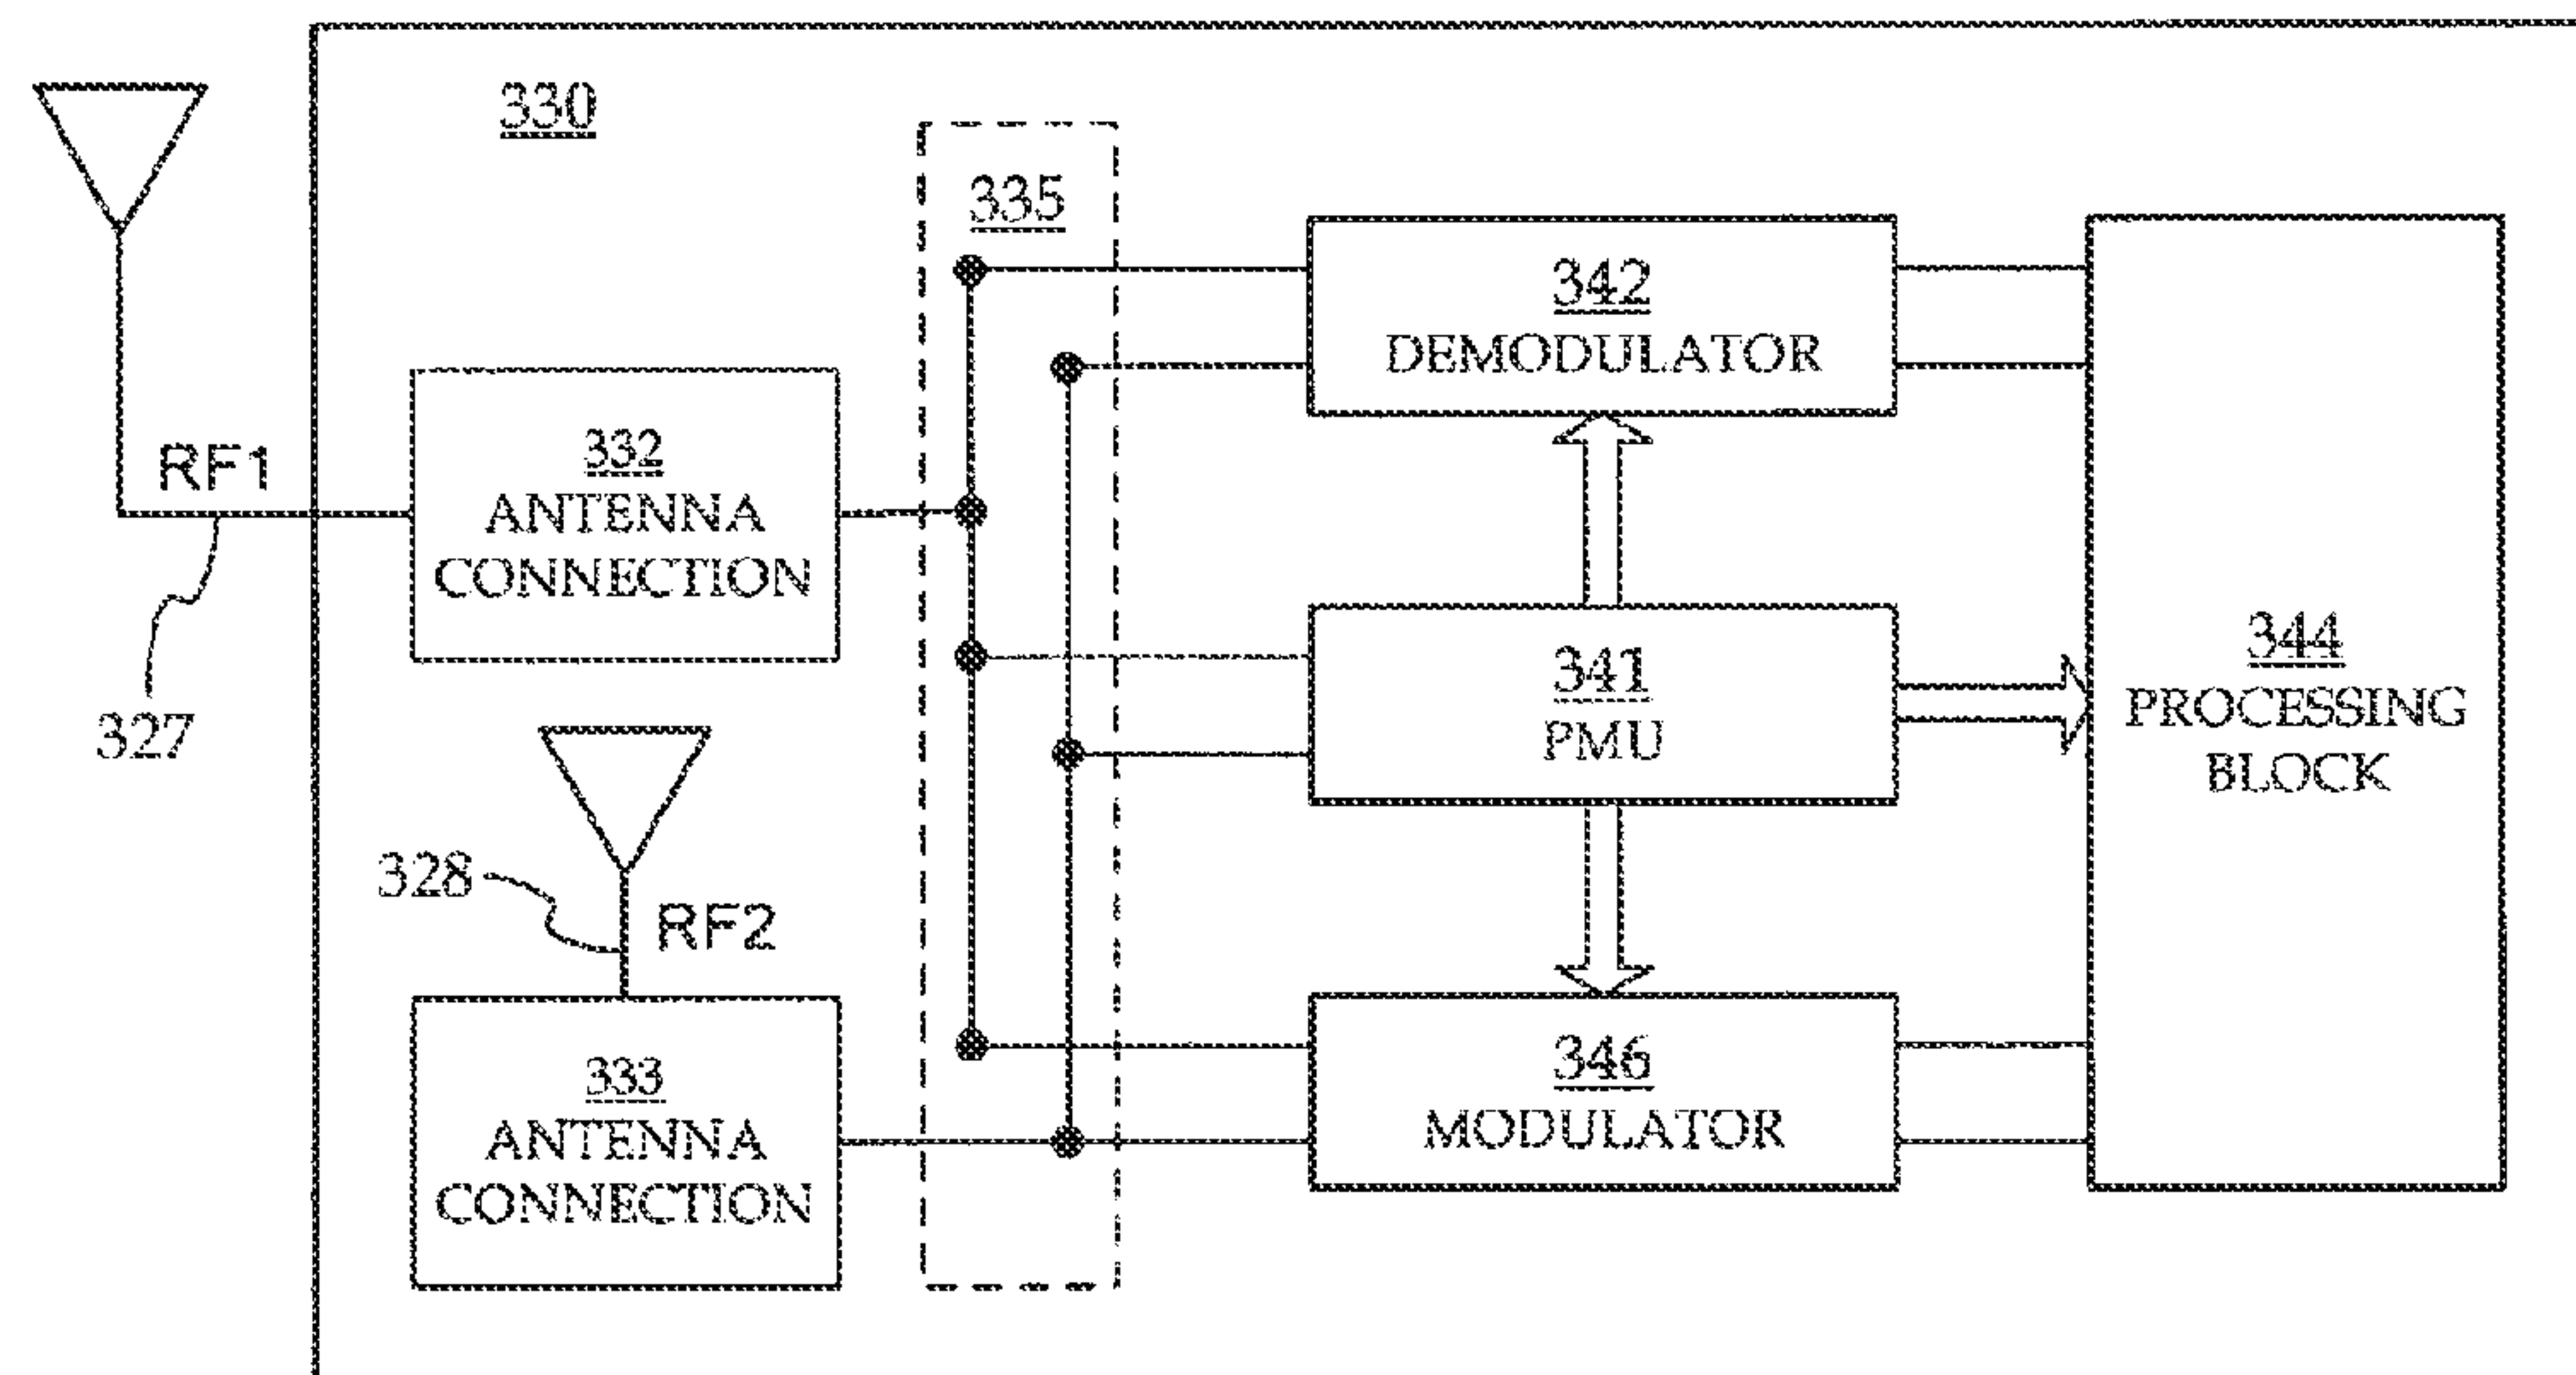 330
335
342
DEMODULATOR
332
ANTENNA
CONNECTION
RF1
327
341
PMU
344
PROCESSING
BLOCK
328
RF2
333
ANTENNA
CONNECTION
346
MODULATOR